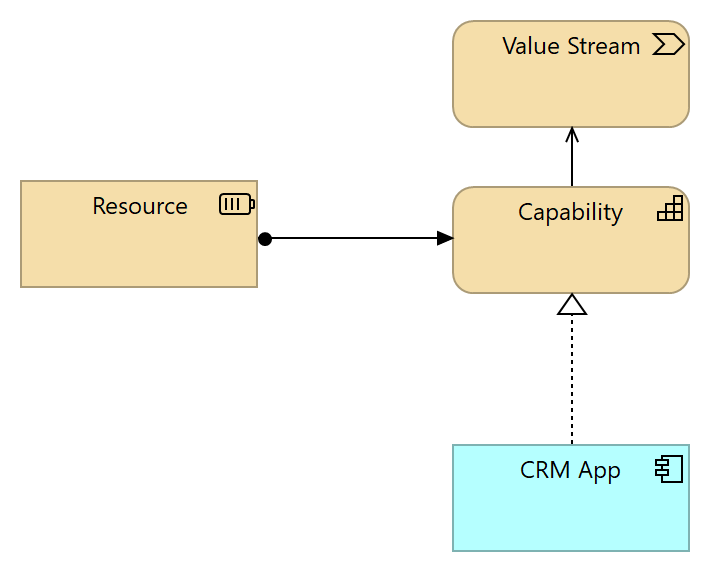 Value Stream
Resource
Capability
CRM App